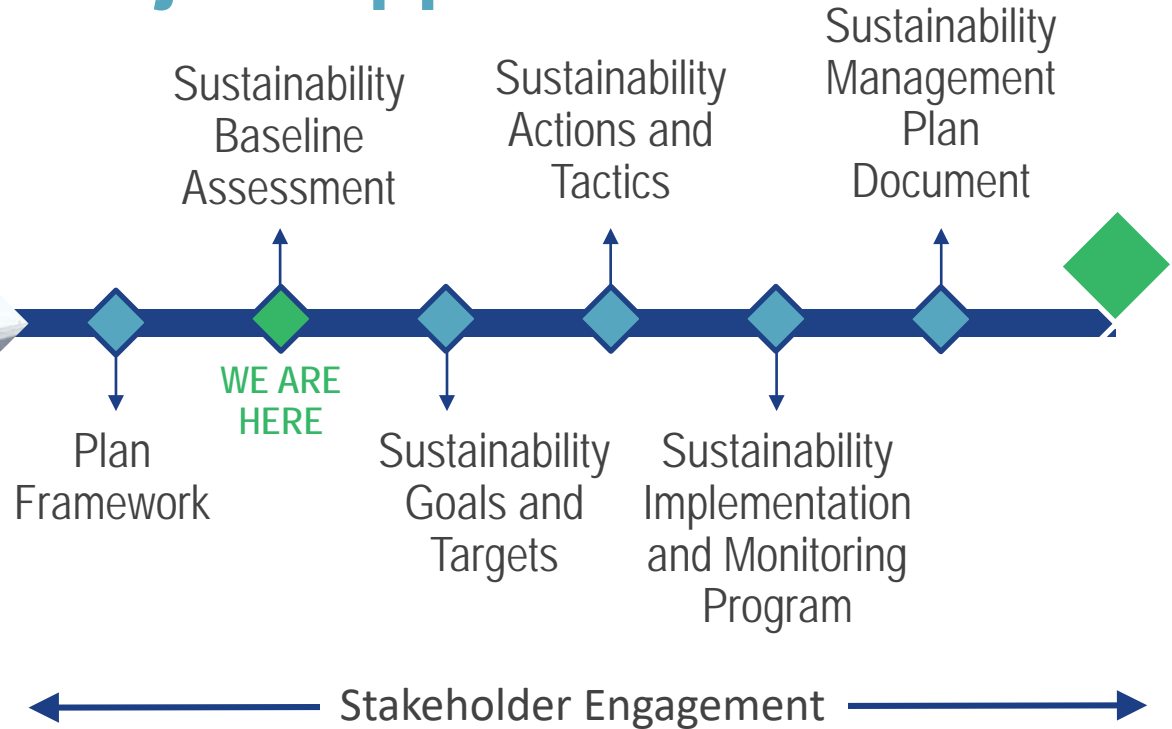 Sustainability
Baseline
Assessment
Sustainability
Actions and
Tactics
Sustainability
Management
Plan
Document
WE ARE
HERE
Plan
Framework
Sustainability
Goals and
Targets
Sustainability
Implementation
and Monitoring
Program
Stakeholder Engagement